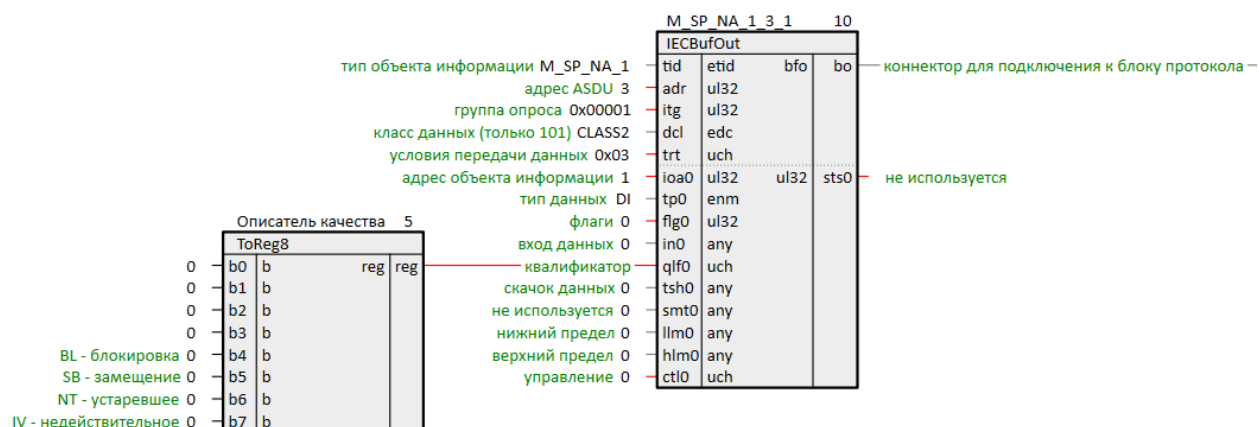 M_SP_NA_1_3_1 10
IECBufOut
тип объекта информации M_SP_NA_1 tid etid bfo bo коннектор для подключения к блоку протокола
адрес ASDU 3 adr ul32
группа опроса 0x00001 itg ul32
класс данных (только 101) CLASS2 dcl edc
условия передачи данных 0x03 trt uch
адрес объекта информации 1 ioa0 ul32 ul32 sts0 не используется
тип данных DI tp0 enm
флаги 0 flg0 ul32
вход данных 0 in0 any
квалификатор qlf0 uch
скачок данных 0 tsh0 any
не используется 0 smt0 any
нижний предел 0 llm0 any
верхний предел 0 hlm0 any
управление 0 ctl0 uch
Описатель качества 5
ToReg8
0 b0 b reg reg
0 b1 b
0 b2 b
0 b3 b
BL - блокировка 0 b4 b
SB - замещение 0 b5 b
NT - устаревшее 0 b6 b
IV - недействительное 0 b7 b